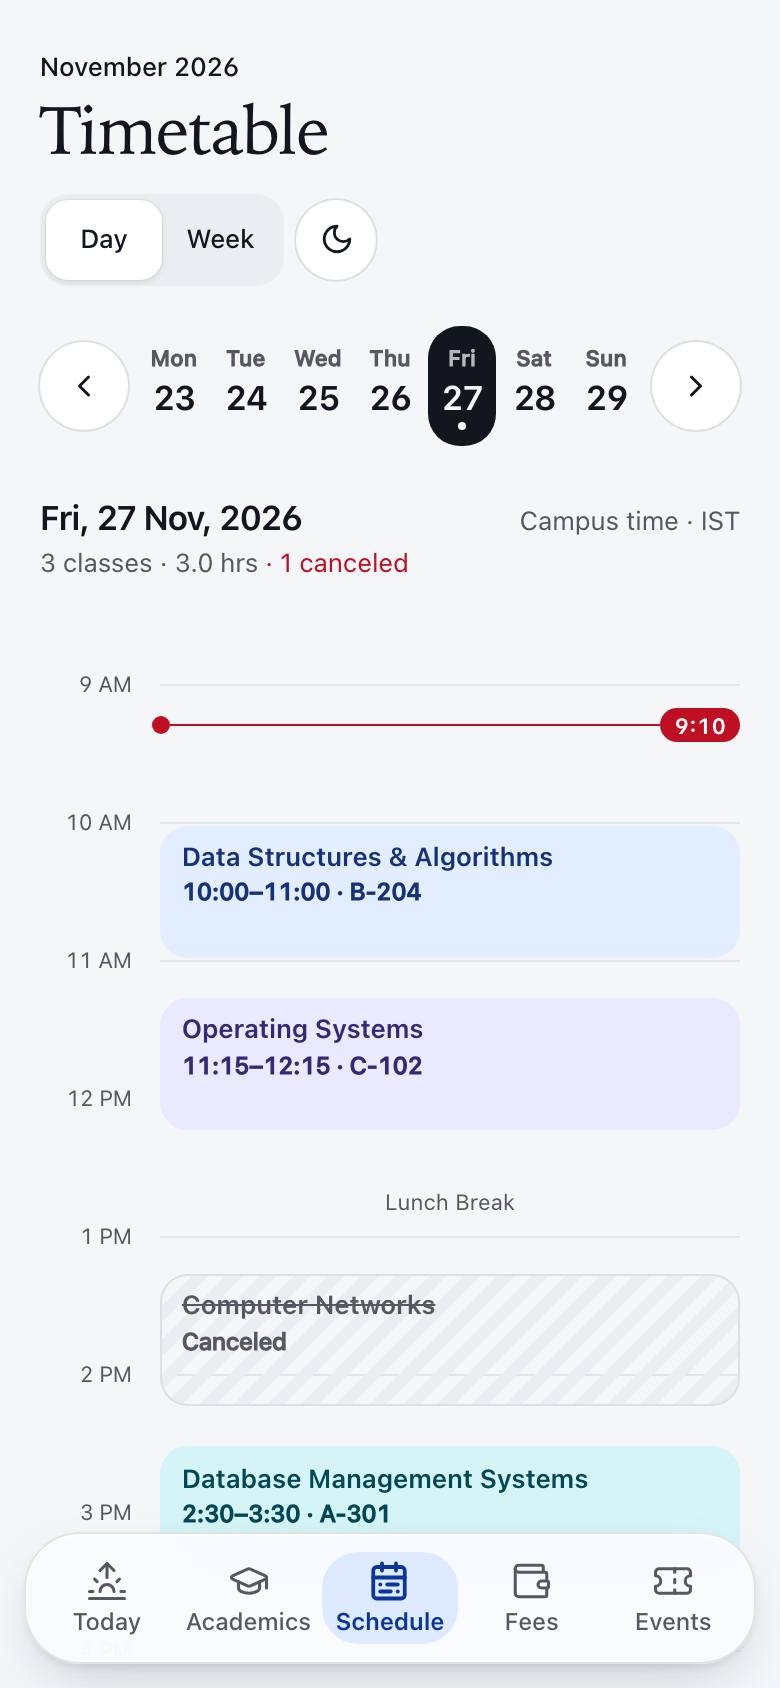 November 2026
Timetable
Day Week
Mon Tue Wed Thu Fri Sat Sun
23 24 25 26 27 28 29
Fri, 27 Nov, 2026
Campus time · IST
3 classes · 3.0 hrs · 1 canceled
9 AM
9:10
10 AM
Data Structures & Algorithms
10:00–11:00 · B-204
11 AM
Operating Systems
11:15–12:15 · C-102
12 PM
Lunch Break
1 PM
Computer Networks
Canceled
2 PM
Database Management Systems
2:30–3:30 · A-301
3 PM
Today Academics Schedule Fees Events
4 PM